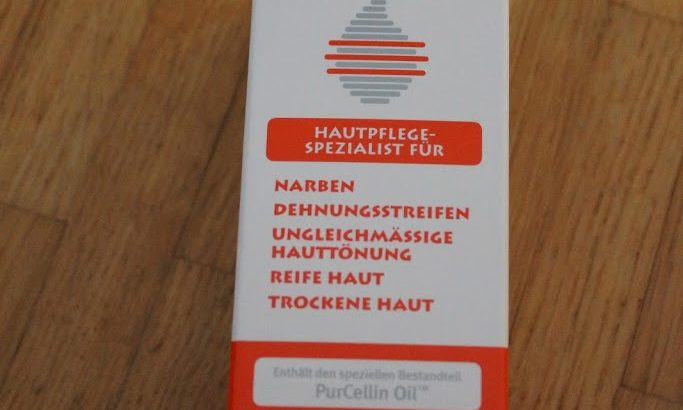 HAUTPFLEGE-
SPEZIALIST FÜR
NARBEN
DEHNUNGSSTREIFEN
UNGLEICHMÄSSIGE
HAUTTÖNUNG
REIFE HAUT
TROCKENE HAUT
Enthält den speziellen Bestandteil
PurCellin Oil™